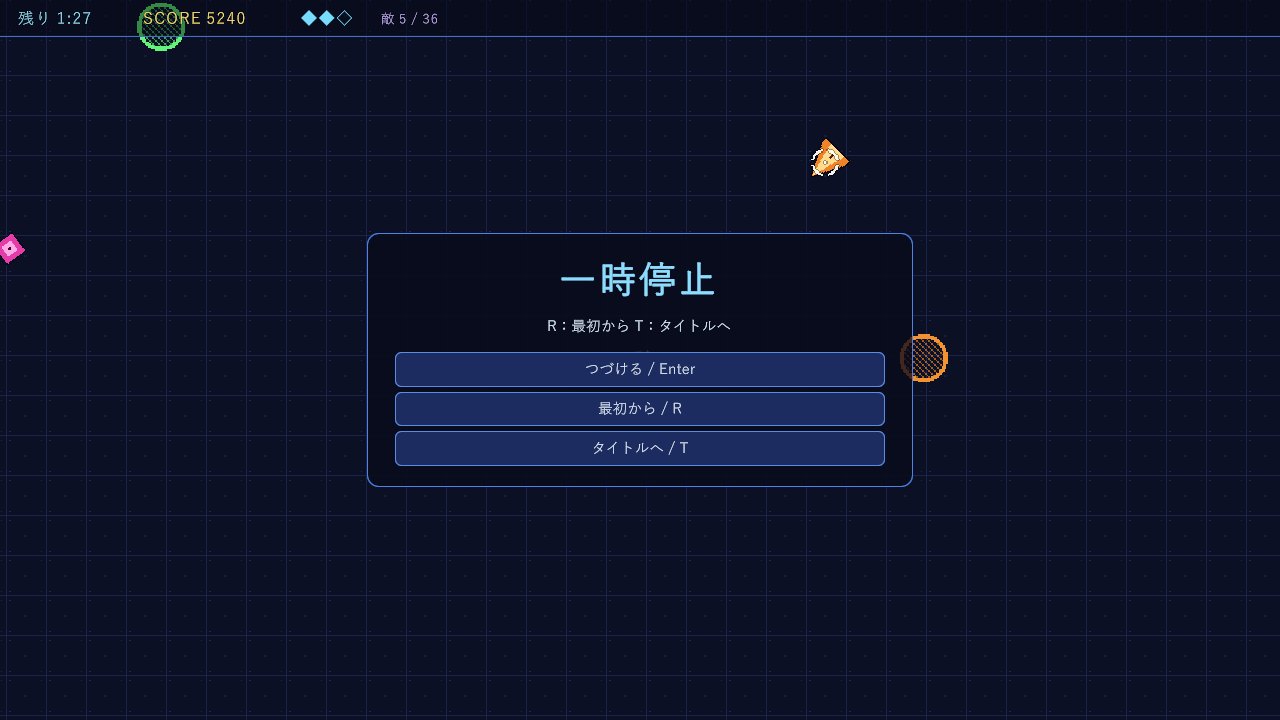 残り 1:27 SCORE 5240 ◆◆◇ 敵 5 / 36
一時停止
R：最初から T：タイトルへ
つづける / Enter
最初から / R
タイトルへ / T